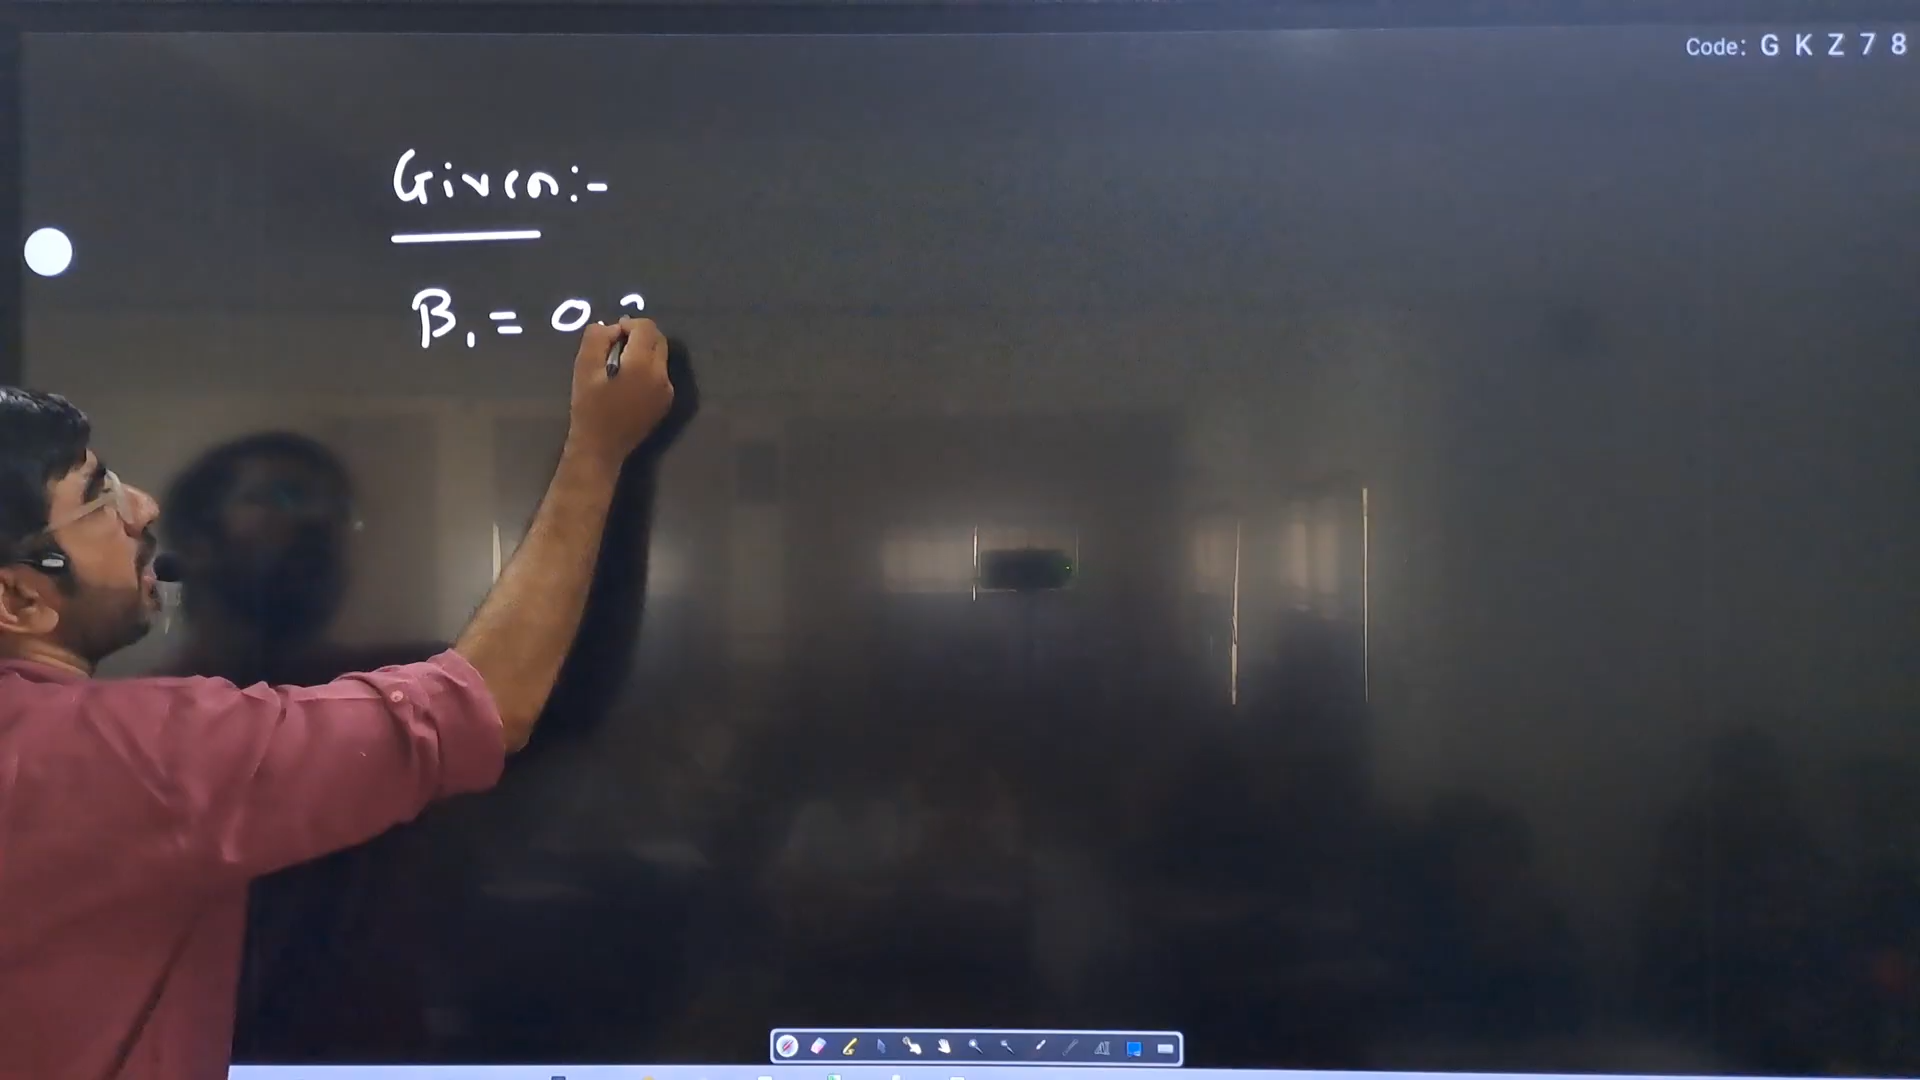 Code: G K Z 7 8
Given:-
B₁ = 0.